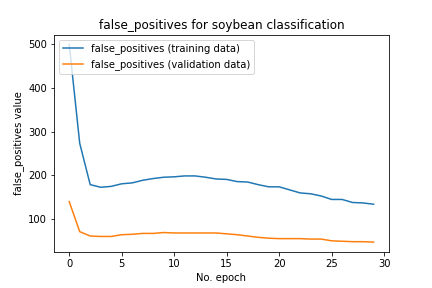 false_positives for soybean classification
false_positives (training data)
false_positives (validation data)
false_positives value
500
400
300
200
100
0
5
10
15
20
25
30
No. epoch